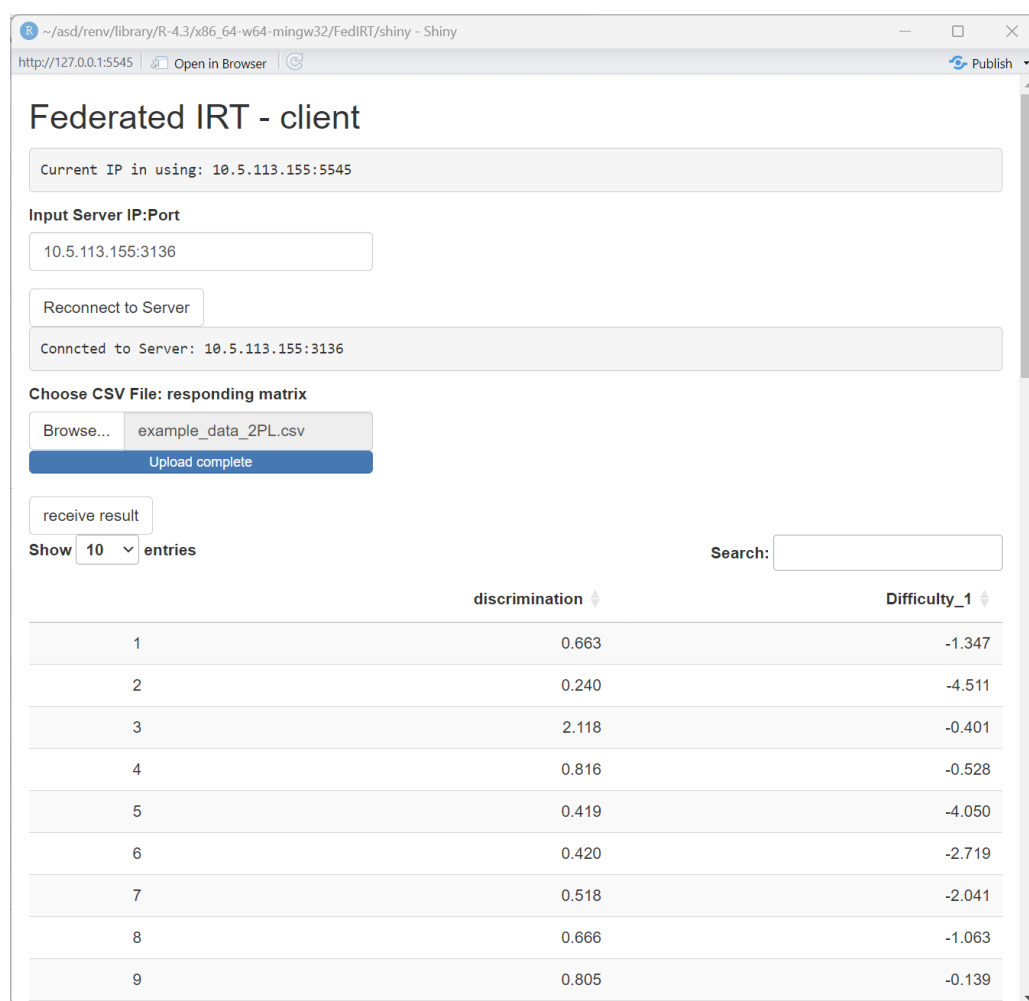 R ~/asd/renv/library/R-4.3/x86_64-w64-mingw32/FedIRT/shiny - Shiny
http://127.0.0.1:5545 Open in Browser Publish
Federated IRT - client
Current IP in using: 10.5.113.155:5545
Input Server IP:Port
10.5.113.155:3136
Reconnect to Server
Conncted to Server: 10.5.113.155:3136
Choose CSV File: responding matrix
Browse... example_data_2PL.csv
Upload complete
receive result
Show 10 entries Search:
discrimination Difficulty_1
1 0.663 -1.347
2 0.240 -4.511
3 2.118 -0.401
4 0.816 -0.528
5 0.419 -4.050
6 0.420 -2.719
7 0.518 -2.041
8 0.666 -1.063
9 0.805 -0.139